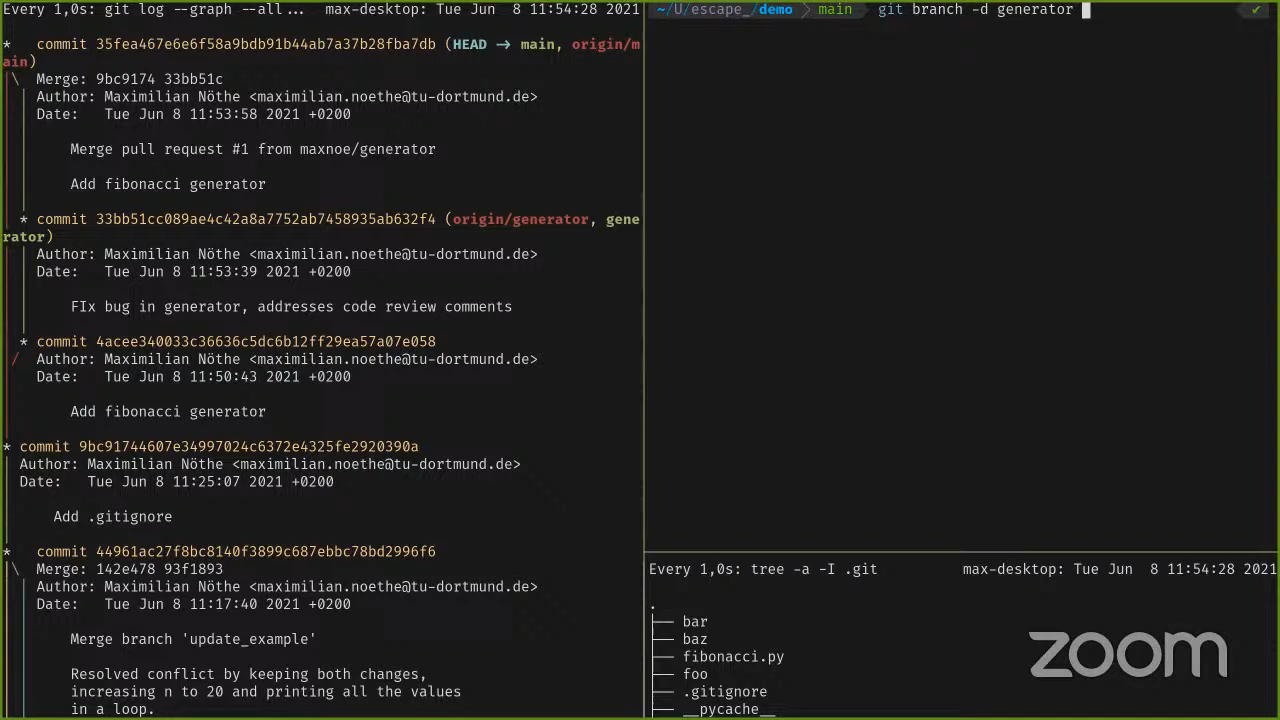 Every 1,0s: git log --graph --all...  max-desktop: Tue Jun  8 11:54:28 2021
*   commit 35fea467e6e6f58a9bdb91b44ab7a37b28fba7db (HEAD → main, origin/m
ain)
|\  Merge: 9bc9174 33bb51c
| | Author: Maximilian Nöthe <maximilian.noethe@tu-dortmund.de>
| | Date:   Tue Jun 8 11:53:58 2021 +0200
| |     Merge pull request #1 from maxnoe/generator
| |     Add fibonacci generator
| * commit 33bb51cc089ae4c42a8a7752ab7458935ab632f4 (origin/generator, gene
rator)
| | Author: Maximilian Nöthe <maximilian.noethe@tu-dortmund.de>
| | Date:   Tue Jun 8 11:53:39 2021 +0200
| |     FIx bug in generator, addresses code review comments
| * commit 4acee340033c36636c5dc6b12ff29ea57a07e058
|/  Author: Maximilian Nöthe <maximilian.noethe@tu-dortmund.de>
|   Date:   Tue Jun 8 11:50:43 2021 +0200
|       Add fibonacci generator
* commit 9bc91744607e34997024c6372e4325fe2920390a
| Author: Maximilian Nöthe <maximilian.noethe@tu-dortmund.de>
| Date:   Tue Jun 8 11:25:07 2021 +0200
|     Add .gitignore
*   commit 44961ac27f8bc8140f3899c687ebbc78bd2996f6
|\  Merge: 142e478 93f1893
| | Author: Maximilian Nöthe <maximilian.noethe@tu-dortmund.de>
| | Date:   Tue Jun 8 11:17:40 2021 +0200
| |     Merge branch 'update_example'
| |     Resolved conflict by keeping both changes,
| |     increasing n to 20 and printing all the values
| |     in a loop.
~/U/escape_/demo  main  git branch -d generator  ✔
Every 1,0s: tree -a -I .git  max-desktop: Tue Jun  8 11:54:28 2021
.
├── bar
├── baz
├── fibonacci.py
├── foo
├── .gitignore
├── __pycache__
zoom